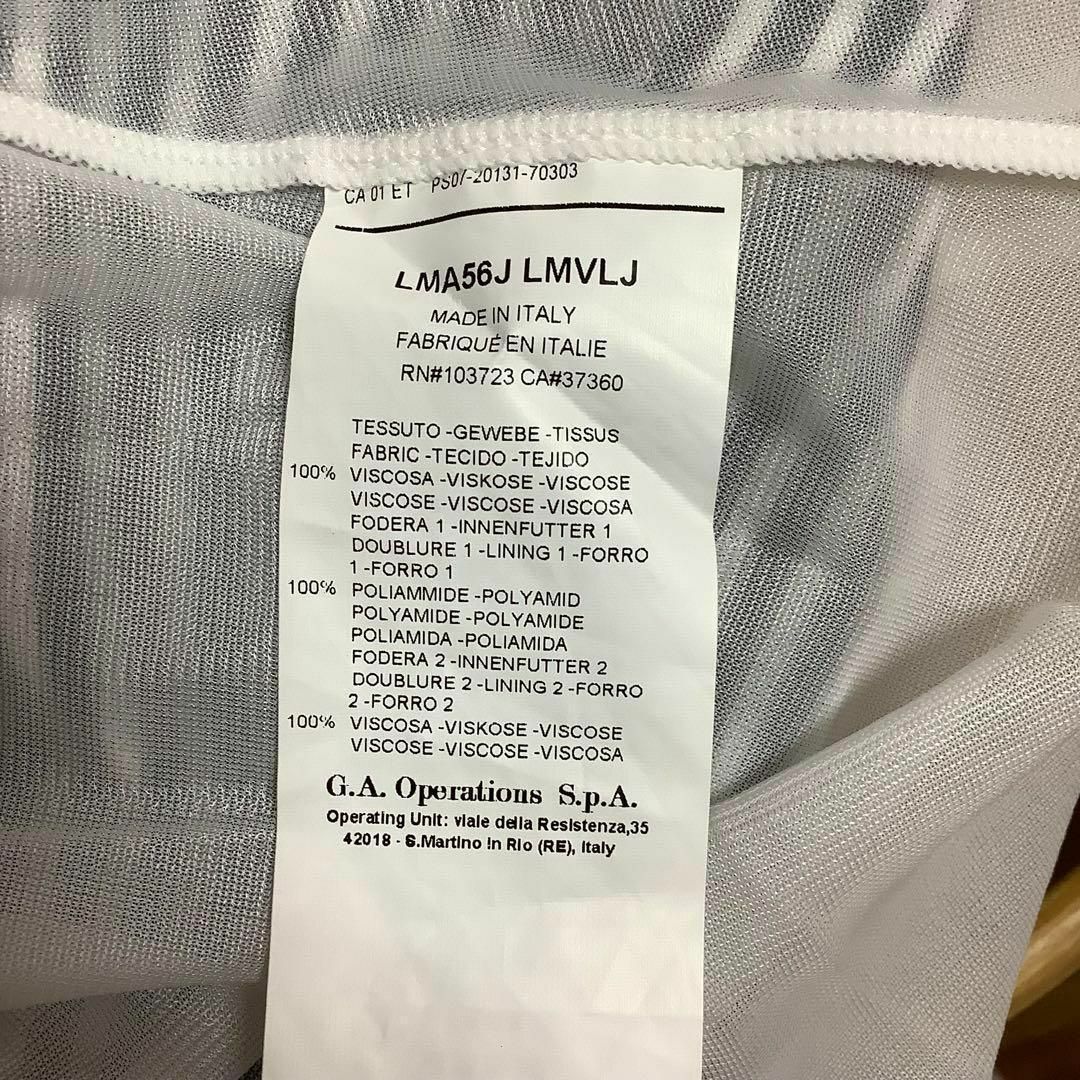 CA 01 ET PS07-20131-70303
LMA56J LMVLJ
MADE IN ITALY
FABRIQUÉ EN ITALIE
RN#103723 CA#37360
TESSUTO -GEWEBE -TISSUS
FABRIC -TECIDO -TEJIDO
100% VISCOSA -VISKOSE -VISCOSE
VISCOSE -VISCOSE -VISCOSA
FODERA 1 -INNENFUTTER 1
DOUBLURE 1 -LINING 1 -FORRO
1 -FORRO 1
100% POLIAMMIDE -POLYAMID
POLYAMIDE -POLYAMIDE
POLIAMIDA -POLIAMIDA
FODERA 2 -INNENFUTTER 2
DOUBLURE 2 -LINING 2 -FORRO
2 -FORRO 2
100% VISCOSA -VISKOSE -VISCOSE
VISCOSE -VISCOSE -VISCOSA
G.A. Operations S.p.A.
Operating Unit: viale della Resistenza,35
42018 - S.Martino in Rio (RE), Italy